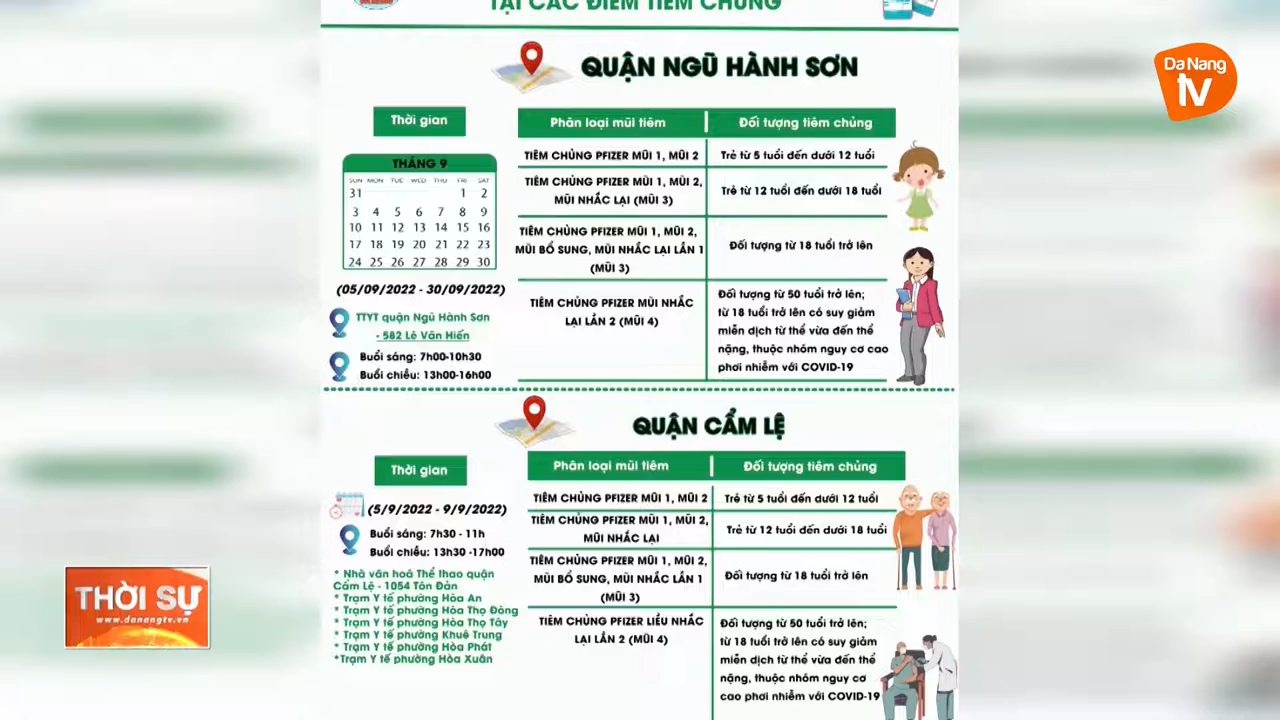 TẠI CÁC ĐIỂM TIÊM CHỦNG
Da Nang
tv
QUẬN NGŨ HÀNH SƠN
Thời gian
Phân loại mũi tiêm
Đối tượng tiêm chủng
THÁNG 9
SUN MON TUE WED THU FRI SAT
31 1 2
3 4 5 6 7 8 9
10 11 12 13 14 15 16
17 18 19 20 21 22 23
24 25 26 27 28 29 30
(05/09/2022 - 30/09/2022)
TTYT quận Ngũ Hành Sơn
- 582 Lê Văn Hiến
Buổi sáng: 7h00-10h30
Buổi chiều: 13h00-16h00
TIÊM CHỦNG PFIZER MŨI 1, MŨI 2
Trẻ từ 5 tuổi đến dưới 12 tuổi
TIÊM CHỦNG PFIZER MŨI 1, MŨI 2,
MŨI NHẮC LẠI (MŨI 3)
Trẻ từ 12 tuổi đến dưới 18 tuổi
TIÊM CHỦNG PFIZER MŨI 1, MŨI 2,
MŨI BỔ SUNG, MŨI NHẮC LẠI LẦN 1
(MŨI 3)
Đối tượng từ 18 tuổi trở lên
TIÊM CHỦNG PFIZER MŨI NHẮC
LẠI LẦN 2 (MŨI 4)
Đối tượng từ 50 tuổi trở lên;
từ 18 tuổi trở lên có suy giảm
miễn dịch từ thể vừa đến thể
nặng, thuộc nhóm nguy cơ cao
phơi nhiễm với COVID-19
QUẬN CẨM LỆ
Thời gian
Phân loại mũi tiêm
Đối tượng tiêm chủng
(5/9/2022 - 9/9/2022)
Buổi sáng: 7h30 - 11h
Buổi chiều: 13h30 -17h00
* Nhà văn hoá Thể thao quận
Cẩm Lệ - 1054 Tôn Đản
* Trạm Y tế phường Hòa An
* Trạm Y tế phường Hòa Thọ Đông
* Trạm Y tế phường Hòa Thọ Tây
* Trạm Y tế phường Khuê Trung
* Trạm Y tế phường Hòa Phát
*Trạm Y tế phường Hòa Xuân
TIÊM CHỦNG PFIZER MŨI 1, MŨI 2
Trẻ từ 5 tuổi đến dưới 12 tuổi
TIÊM CHỦNG PFIZER MŨI 1, MŨI 2,
MŨI NHẮC LẠI
Trẻ từ 12 tuổi đến dưới 18 tuổi
TIÊM CHỦNG PFIZER MŨI 1, MŨI 2,
MŨI BỔ SUNG, MŨI NHẮC LẦN 1
(MŨI 3)
Đối tượng từ 18 tuổi trở lên
TIÊM CHỦNG PFIZER LIỀU NHẮC
LẠI LẦN 2 (MŨI 4)
Đối tượng từ 50 tuổi trở lên;
từ 18 tuổi trở lên có suy giảm
miễn dịch từ thể vừa đến thể
nặng, thuộc nhóm nguy cơ
cao phơi nhiễm với COVID-19
THỜI SỰ
www.danangtv.vn